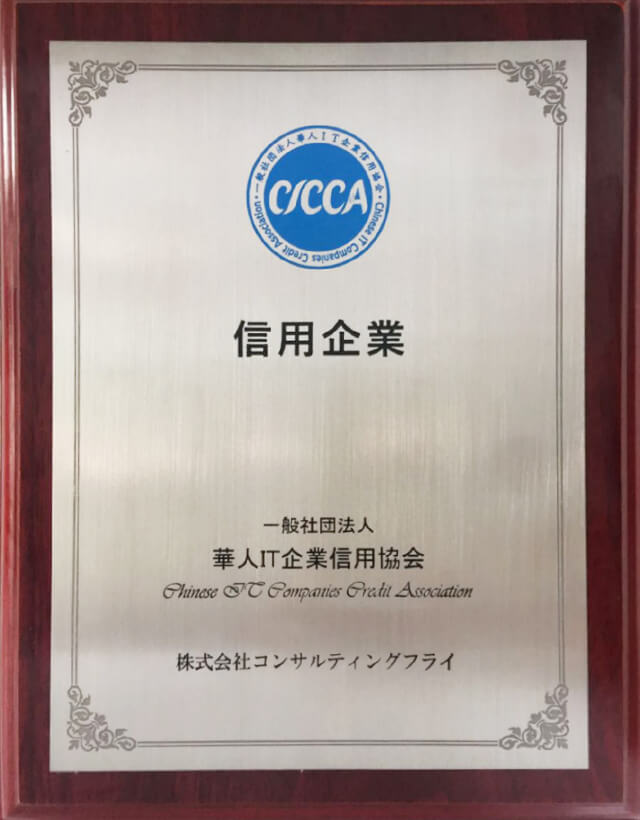 一般社団法人華人IT企業信用協会
CICCA
Chinese IT Companies Credit Association
信用企業
一般社団法人
華人IT企業信用協会
Chinese IT Companies Credit Association
株式会社コンサルティングフライ